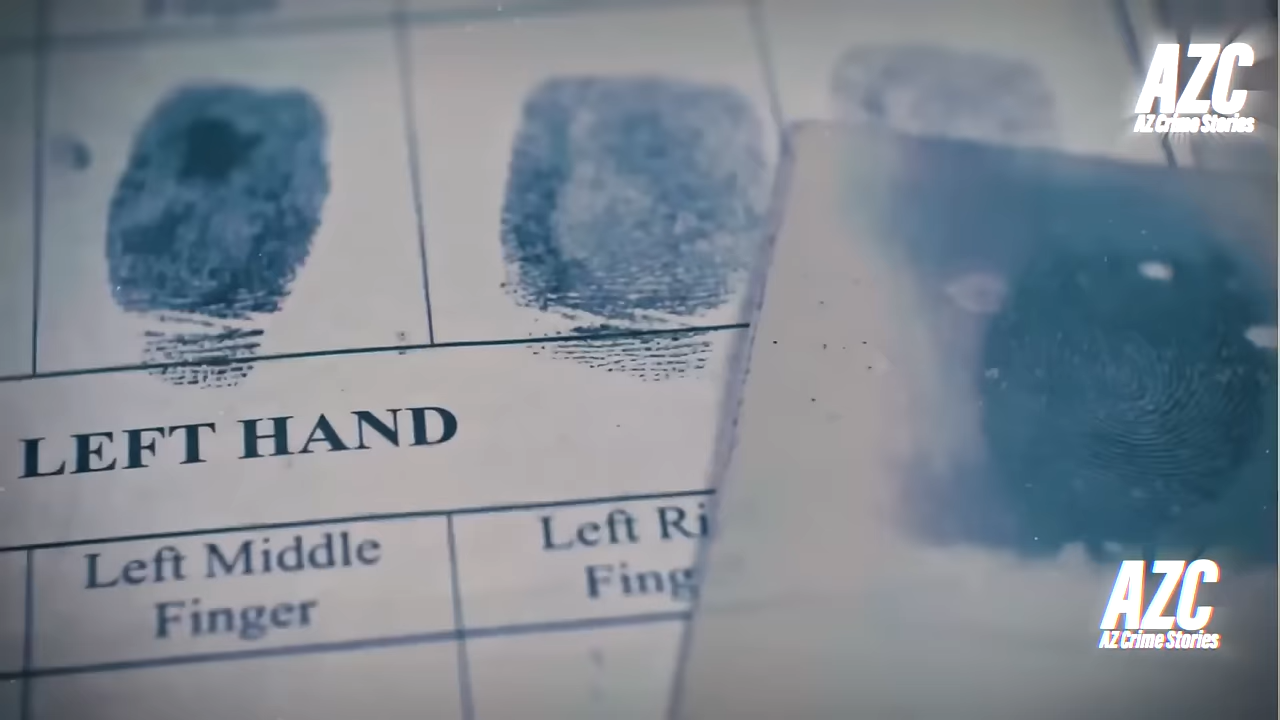 AZC
AZ Crime Stories
LEFT HAND
Left Middle
Finger
Left Ri
Fing
AZC
AZ Crime Stories